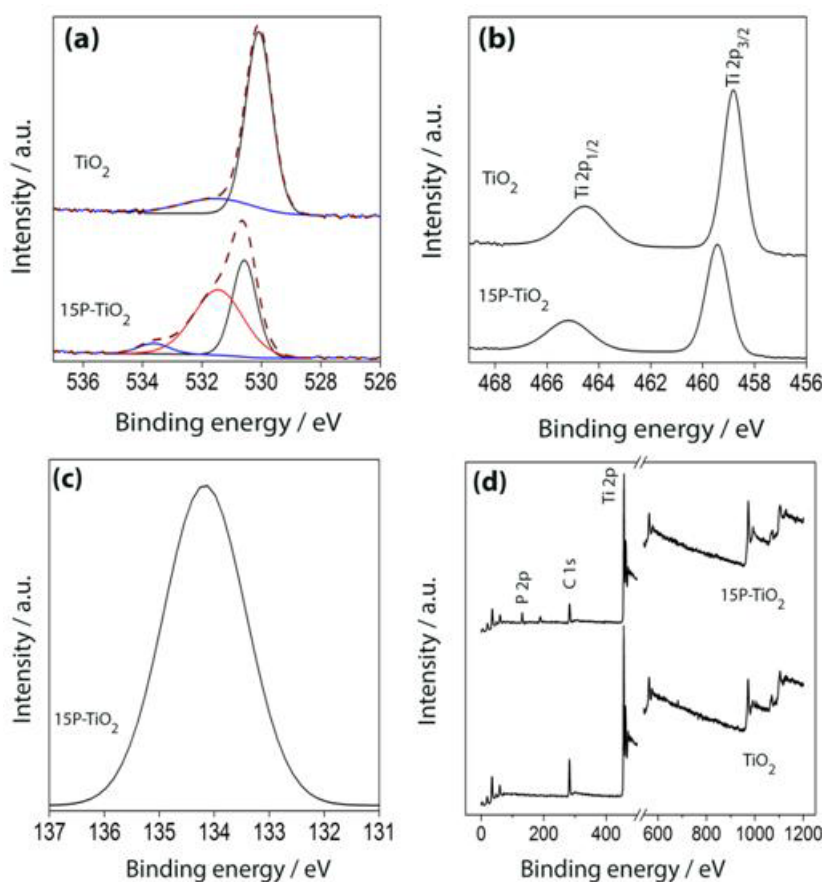 (a)
TiO2
15P-TiO2
Intensity / a.u.
536 534 532 530 528 526
Binding energy / eV
(b)
Ti 2p3/2
Ti 2p1/2
TiO2
15P-TiO2
Intensity / a.u.
468 466 464 462 460 458 456
Binding energy / eV
(c)
15P-TiO2
Intensity / a.u.
137 136 135 134 133 132 131
Binding energy / eV
(d)
Ti 2p
P 2p
C 1s
15P-TiO2
TiO2
Intensity / a.u.
0 200 400 600 800 1000 1200
Binding energy / eV